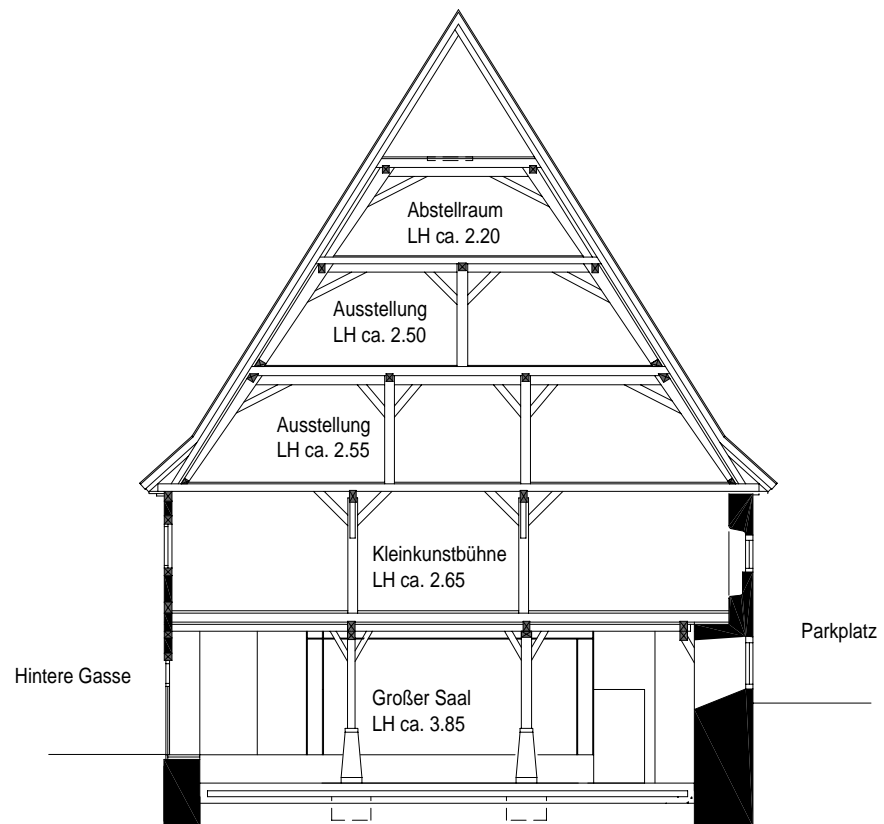 Abstellraum
LH ca. 2.20
Ausstellung
LH ca. 2.50
Ausstellung
LH ca. 2.55
Kleinkunstbühne
LH ca. 2.65
Parkplatz
Hintere Gasse
Großer Saal
LH ca. 3.85